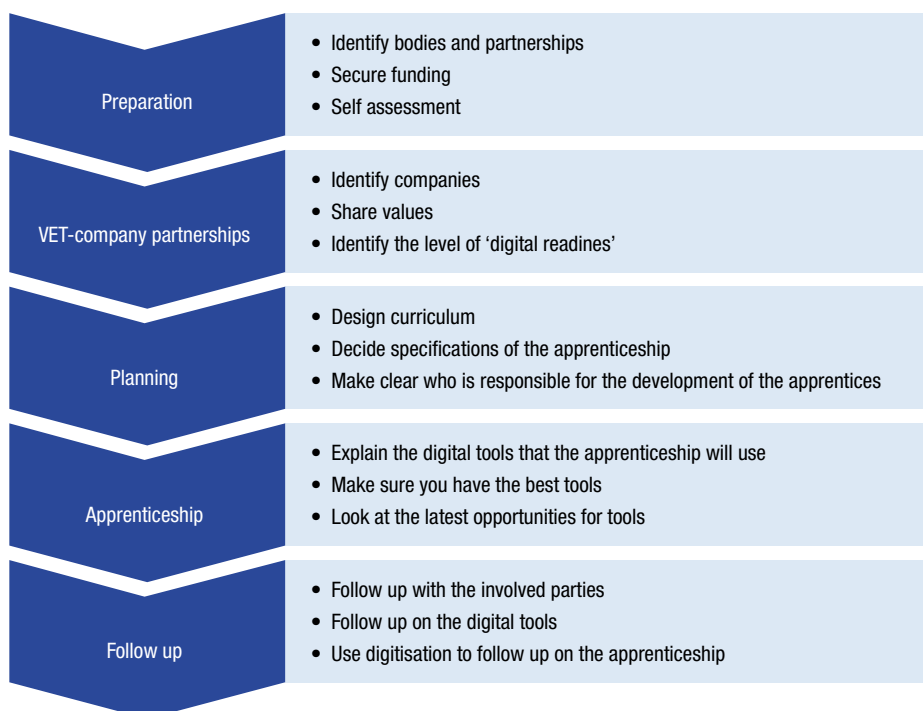 Preparation
• Identify bodies and partnerships
• Secure funding
• Self assessment
VET-company partnerships
• Identify companies
• Share values
• Identify the level of ‘digital readines’
Planning
• Design curriculum
• Decide specifications of the apprenticeship
• Make clear who is responsible for the development of the apprentices
Apprenticeship
• Explain the digital tools that the apprenticeship will use
• Make sure you have the best tools
• Look at the latest opportunities for tools
Follow up
• Follow up with the involved parties
• Follow up on the digital tools
• Use digitisation to follow up on the apprenticeship